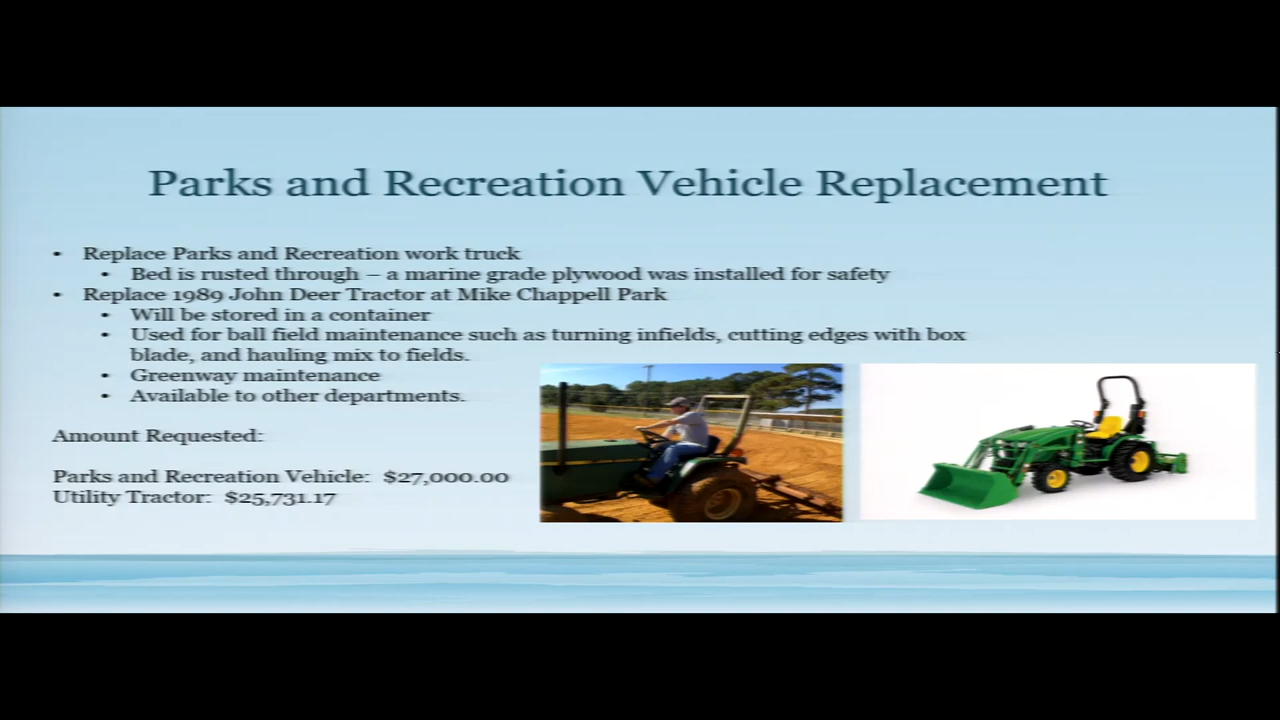 Parks and Recreation Vehicle Replacement
• Replace Parks and Recreation work truck
• Bed is rusted through – a marine grade plywood was installed for safety
• Replace 1989 John Deer Tractor at Mike Chappell Park
• Will be stored in a container
• Used for ball field maintenance such as turning infields, cutting edges with box
blade, and hauling mix to fields.
• Greenway maintenance
• Available to other departments.
Amount Requested:
Parks and Recreation Vehicle: $27,000.00
Utility Tractor: $25,731.17